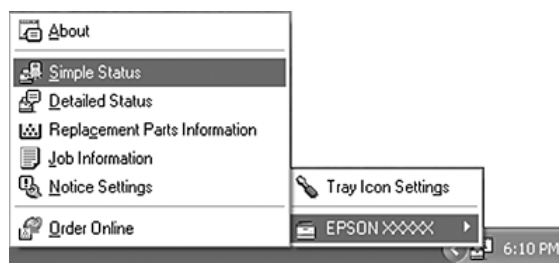 About
Simple Status
Detailed Status
Replacement Parts Information
Job Information
Notice Settings
Order Online
Tray Icon Settings
EPSON XXXXX
6:10 PM